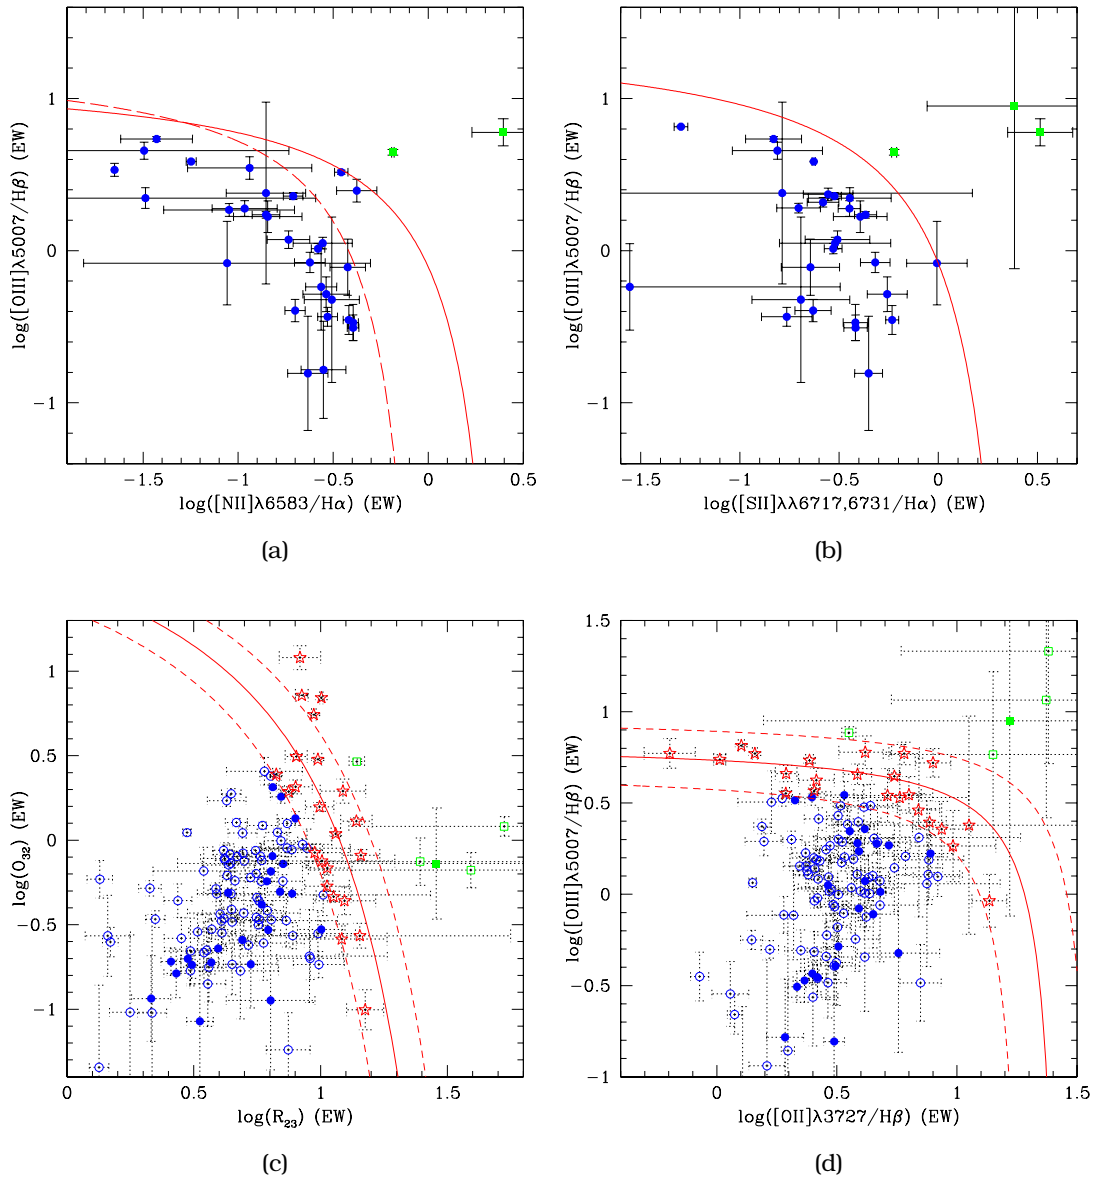 1
0
−1
log([OIII]λ5007/Hβ) (EW)
−1.5
−1
−0.5
0
0.5
log([NII]λ6583/Hα) (EW)
(a)
1
0
−1
log([OIII]λ5007/Hβ) (EW)
−1.5
−1
−0.5
0
0.5
log([SII]λλ6717,6731/Hα) (EW)
(b)
1
0.5
0
−0.5
−1
log(O32) (EW)
0
0.5
1
1.5
log(R23) (EW)
(c)
1.5
1
0.5
0
−0.5
−1
log([OIII]λ5007/Hβ) (EW)
0
0.5
1
1.5
log([OII]λ3727/Hβ) (EW)
(d)